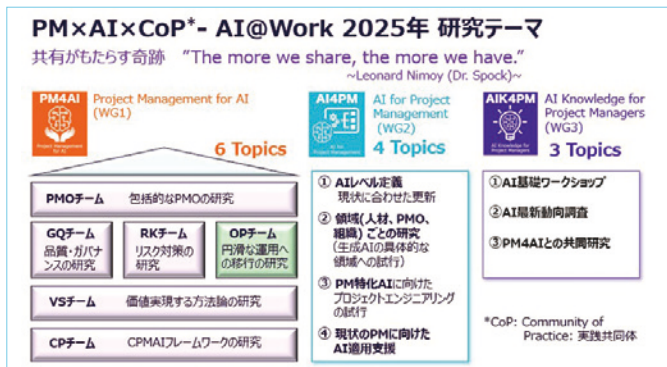 PM×AI×CoP*- AI@Work 2025年 研究テーマ
共有がもたらす奇跡 "The more we share, the more we have."
~Leonard Nimoy (Dr. Spock)~
PM4AI
Project Management for AI
Project Management for AI
(WG1)
6 Topics
PMOチーム 包括的なPMOの研究
GQチーム
品質・ガバナ
ンスの研究
RKチーム
リスク対策の
研究
OPチーム
円滑な運用へ
の移行の研究
VSチーム 価値実現する方法論の研究
CPチーム CPMAIフレームワークの研究
AI4PM
AI for Project
Management
AI for Project
Management
(WG2)
4 Topics
① AIレベル定義
現状に合わせた更新
② 領域(人材、PMO、
組織) ごとの研究
(生成AIの具体的な
領域への試行)
③ PM特化AIに向けた
プロジェクトエンジニアリング
の試行
④ 現状のPMに向けた
AI適用支援
AIK4PM
AI Knowledge for
Project Managers
AI Knowledge for
Project Managers
(WG3)
3 Topics
①AI基礎ワークショップ
②AI最新動向調査
③PM4AIとの共同研究
*CoP: Community of
Practice: 実践共同体